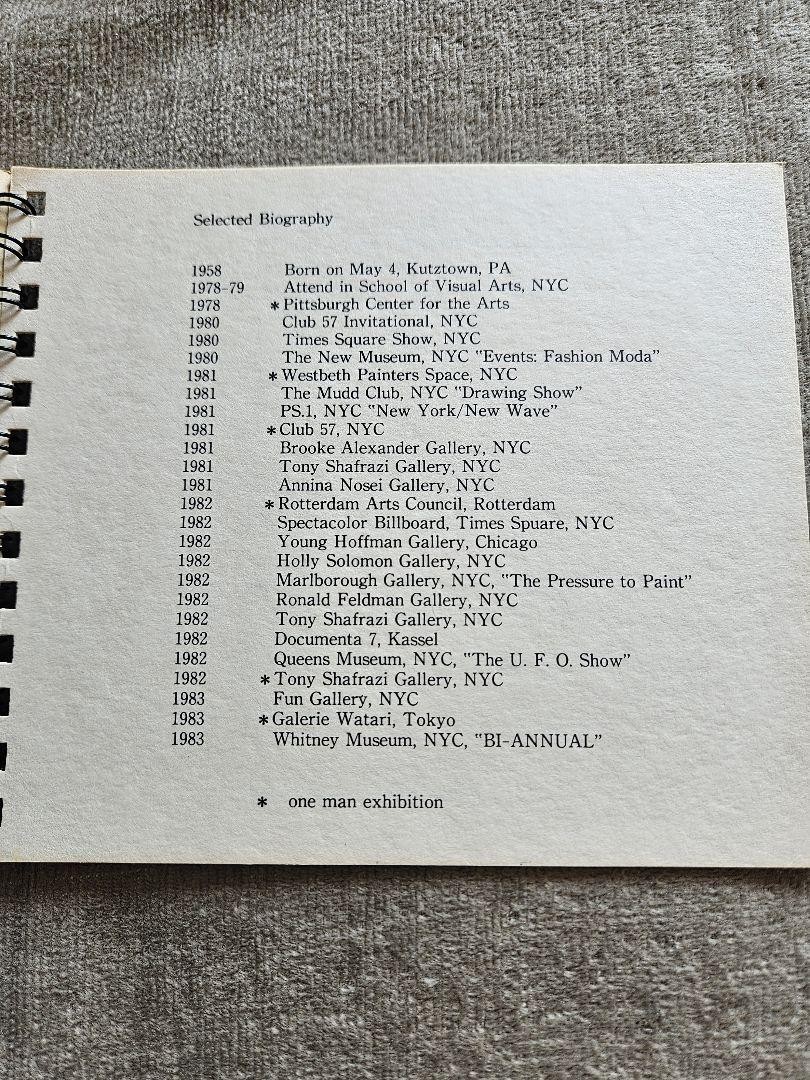 Selected Biography
1958 Born on May 4, Kutztown, PA
1978-79 Attend in School of Visual Arts, NYC
1978 * Pittsburgh Center for the Arts
1980 Club 57 Invitational, NYC
1980 Times Square Show, NYC
1980 The New Museum, NYC "Events: Fashion Moda"
1981 * Westbeth Painters Space, NYC
1981 The Mudd Club, NYC "Drawing Show"
1981 PS.1, NYC "New York/New Wave"
1981 * Club 57, NYC
1981 Brooke Alexander Gallery, NYC
1981 Tony Shafrazi Gallery, NYC
1981 Annina Nosei Gallery, NYC
1982 * Rotterdam Arts Council, Rotterdam
1982 Spectacolor Billboard, Times Spuare, NYC
1982 Young Hoffman Gallery, Chicago
1982 Holly Solomon Gallery, NYC
1982 Marlborough Gallery, NYC, "The Pressure to Paint"
1982 Ronald Feldman Gallery, NYC
1982 Tony Shafrazi Gallery, NYC
1982 Documenta 7, Kassel
1982 Queens Museum, NYC, "The U. F. O. Show"
1982 * Tony Shafrazi Gallery, NYC
1983 Fun Gallery, NYC
1983 * Galerie Watari, Tokyo
1983 Whitney Museum, NYC, "BI-ANNUAL"
* one man exhibition